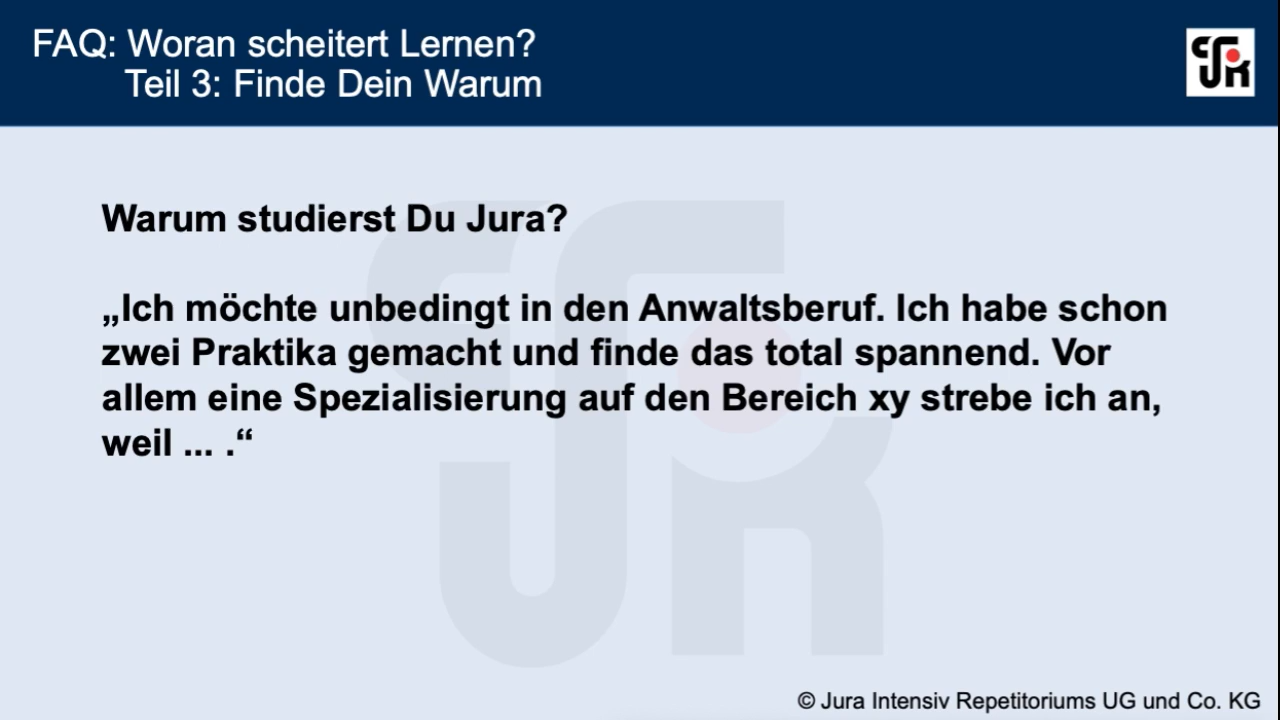 FAQ: Woran scheitert Lernen?
Teil 3: Finde Dein Warum
Warum studierst Du Jura?
„Ich möchte unbedingt in den Anwaltsberuf. Ich habe schon
zwei Praktika gemacht und finde das total spannend. Vor
allem eine Spezialisierung auf den Bereich xy strebe ich an,
weil ... .“
© Jura Intensiv Repetitoriums UG und Co. KG